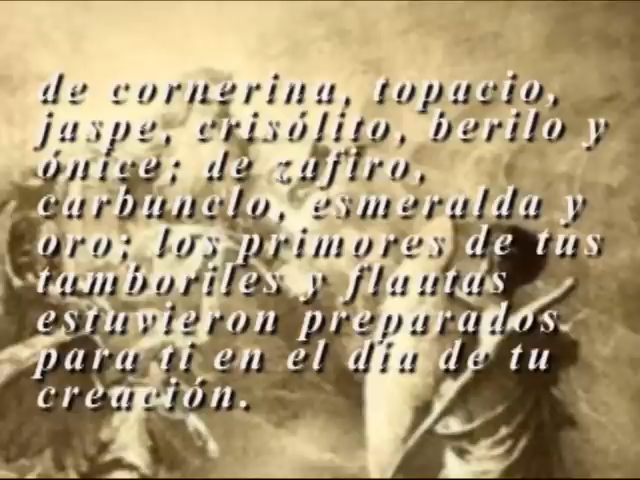 de cornerina, topacio,
jaspe, crisólito, berilo y
ónice; de zafiro,
carbunclo, esmeralda y
oro; los primores de tus
tamboriles y flautas
estuvieron preparados
para ti en el día de tu
creación.